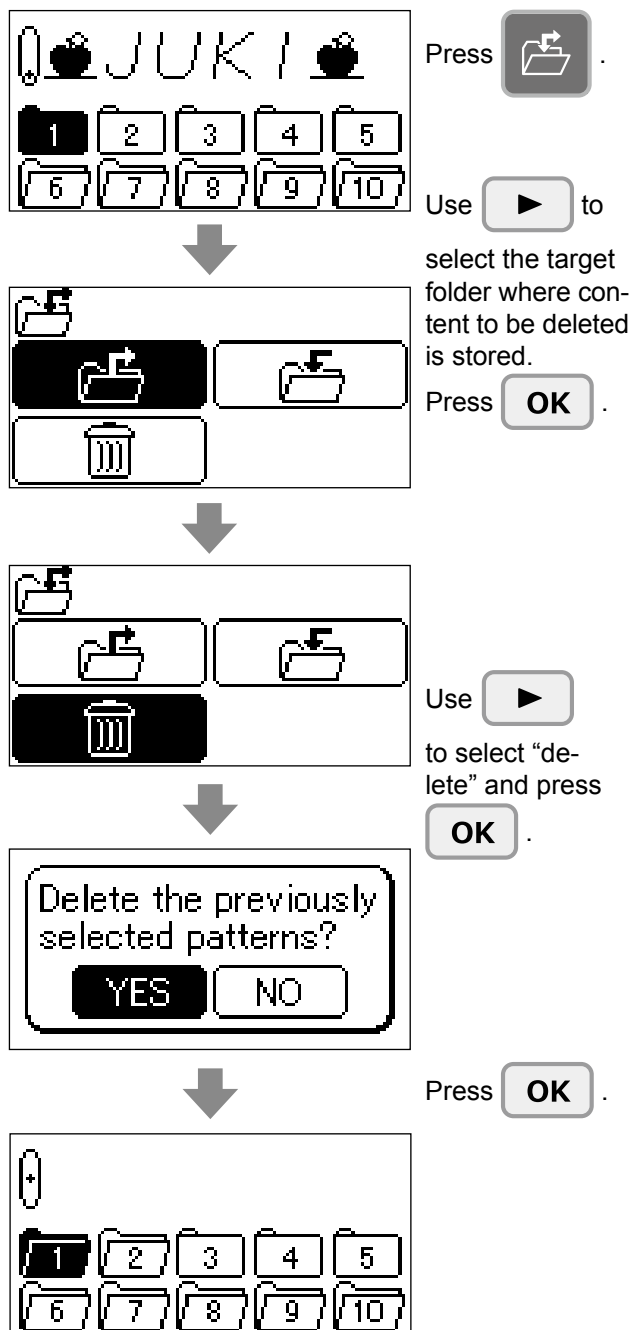 JUKI
1 2 3 4 5
6 7 8 9 10
Press .
Use to
select the target
folder where con-
tent to be deleted
is stored.
Press OK .
Use
to select “de-
lete” and press
OK .
Delete the previously
selected patterns?
YES NO
Press OK .
1 2 3 4 5
6 7 8 9 10